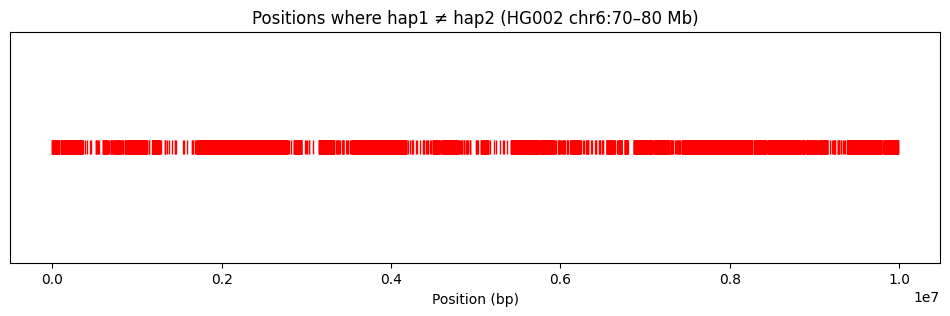 Positions where hap1 ≠ hap2 (HG002 chr6:70–80 Mb)
0.0 0.2 0.4 0.6 0.8 1.0
1e7
Position (bp)